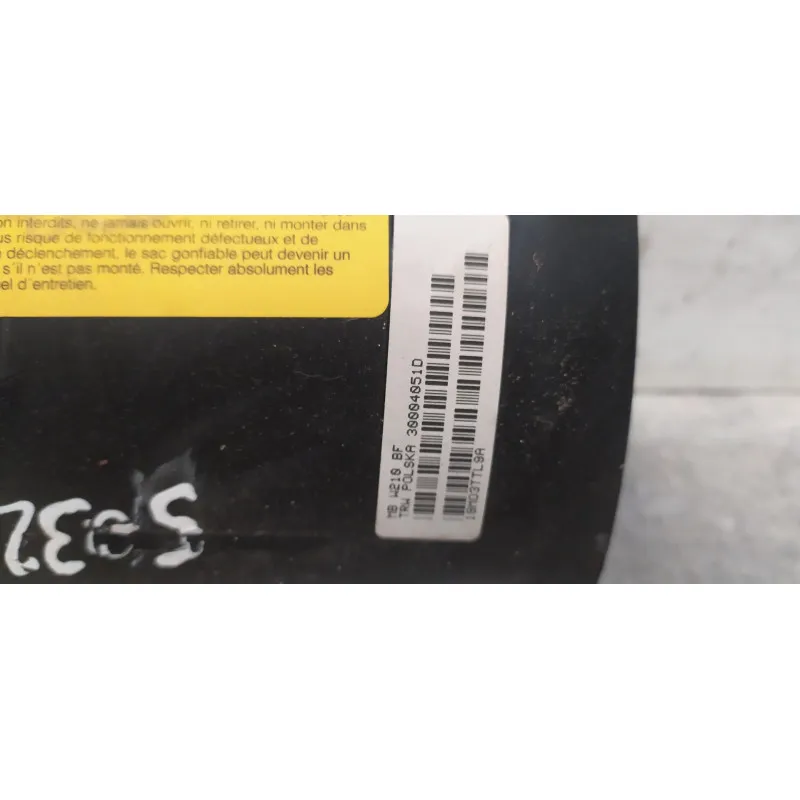 on interdits, ne jamais ouvrir, ni retirer, ni monter dans
us risque de fonctionnement défectueux et de
déclenchement, le sac gonflable peut devenir un
s'il n'est pas monté. Respecter absolument les
el d'entretien.
MB W210 BF
TRW POLSKA 30004051D
18M03TTL9A
5032